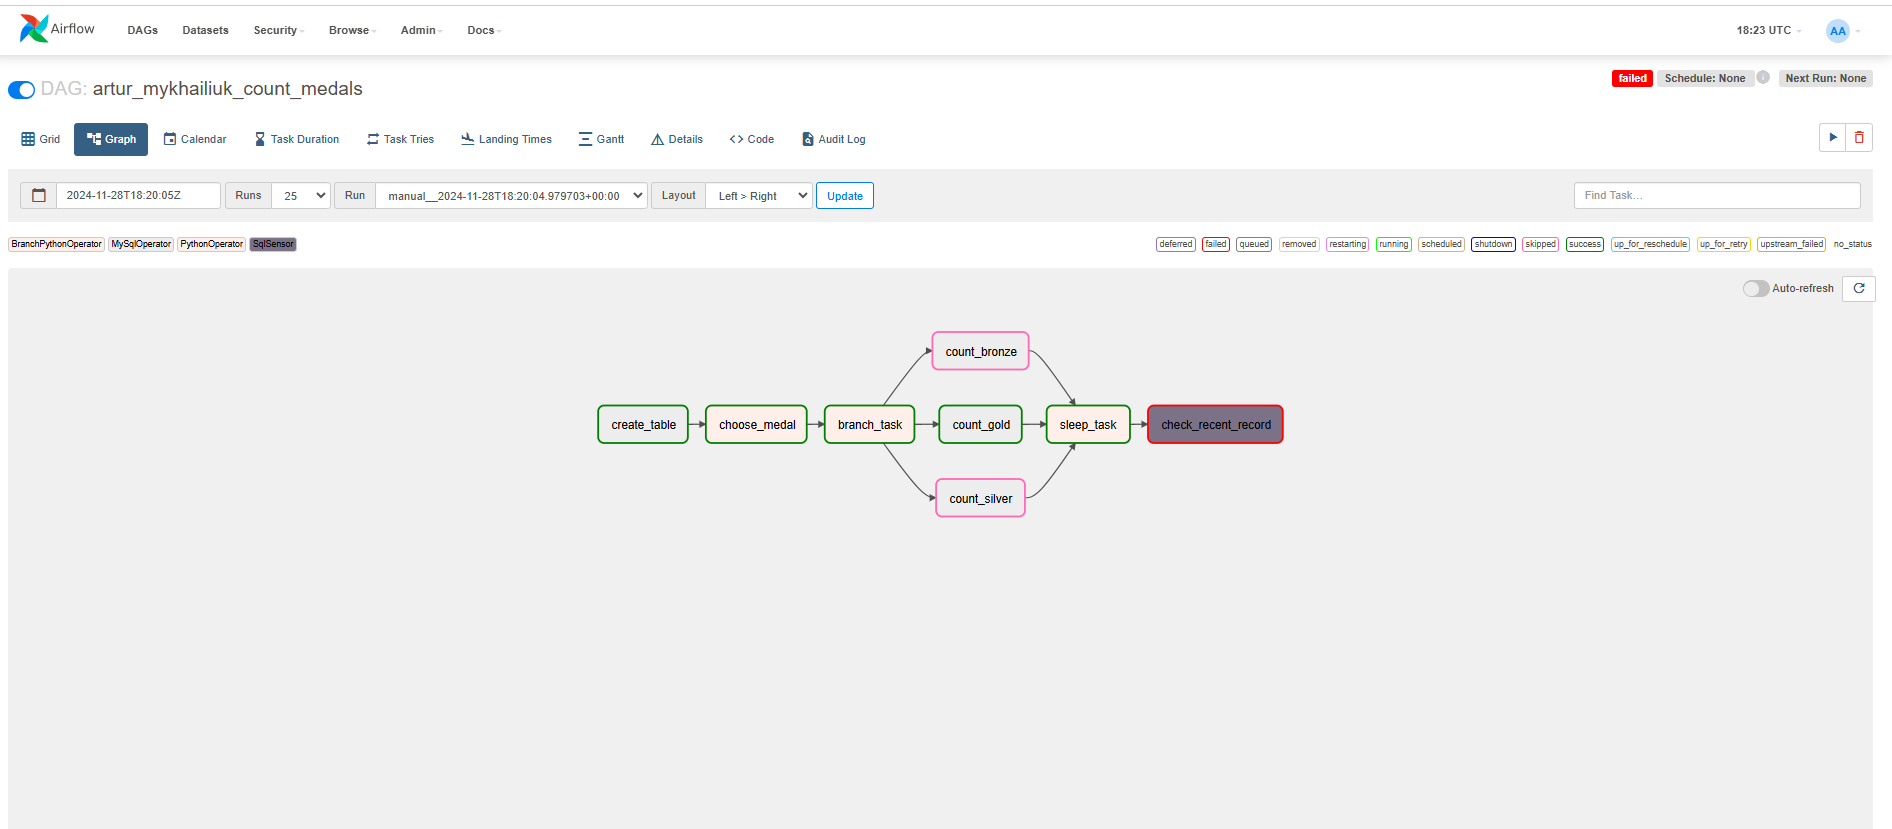 Airflow DAGs Datasets Security Browse Admin Docs 18:23 UTC AA
DAG: artur_mykhailiuk_count_medals failed Schedule: None i Next Run: None
Grid Graph Calendar Task Duration Task Tries Landing Times Gantt Details <> Code Audit Log
2024-11-28T18:20:05Z Runs 25 Run manual__2024-11-28T18:20:04.979703+00:00 Layout Left > Right Update Find Task...
BranchPythonOperator MySqlOperator PythonOperator SqlSensor deferred failed queued removed restarting running scheduled shutdown skipped success up_for_reschedule up_for_retry upstream_failed no_status
Auto-refresh
count_bronze
create_table choose_medal branch_task count_gold sleep_task check_recent_record
count_silver